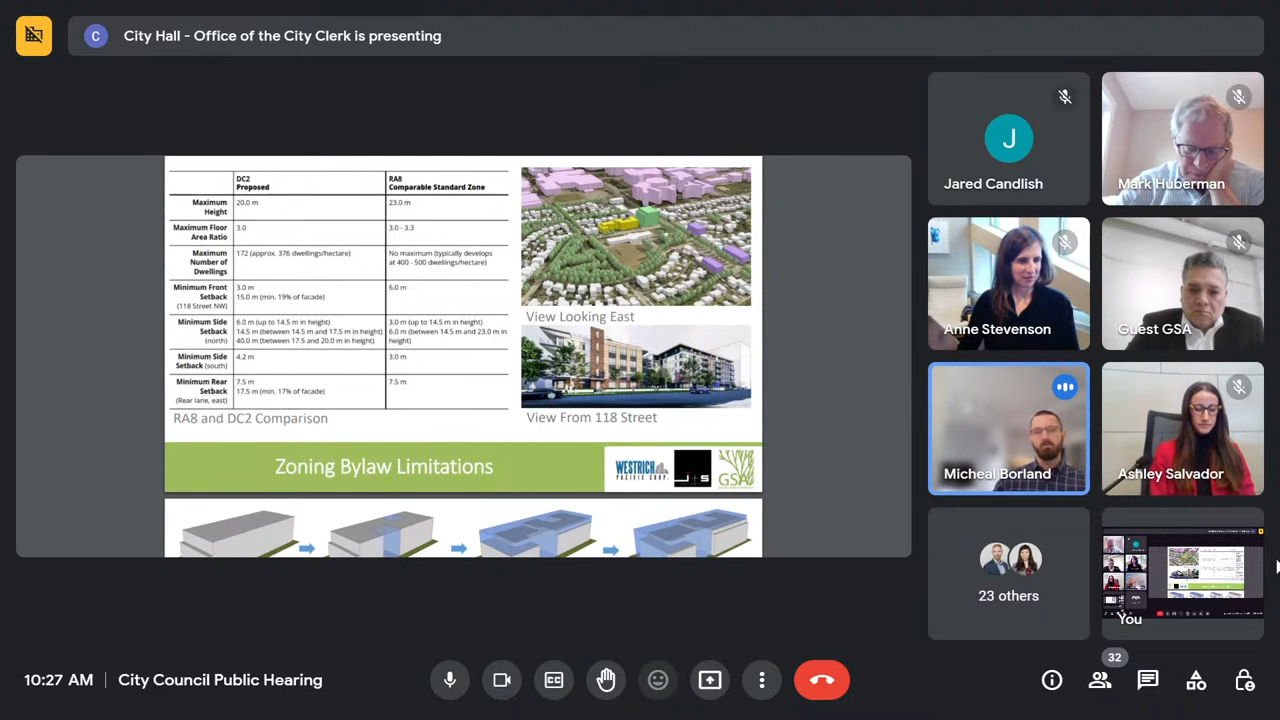 C
City Hall - Office of the City Clerk is presenting
DC2
Proposed
RA8
Comparable Standard Zone
Maximum
Height
20.0 m
23.0 m
Maximum Floor
Area Ratio
3.0
3.0 - 3.3
Maximum
Number of
Dwellings
172 (approx. 376 dwellings/hectare)
No maximum (typically develops
at 400 - 500 dwellings/hectare)
Minimum Front
Setback
(118 Street NW)
3.0 m
15.0 m (min. 19% of facade)
6.0 m
Minimum Side
Setback
(north)
6.0 m (up to 14.5 m in height)
14.5 m (between 14.5 m and 17.5 m in height)
40.0 m (between 17.5 and 20.0 m in height)
3.0 m (up to 14.5 m in height)
6.0 m (between 14.5 m and 23.0 m in
height)
Minimum Side
Setback (south)
4.2 m
3.0 m
Minimum Rear
Setback
(Rear lane, east)
7.5 m
17.5 m (min. 17% of facade)
7.5 m
RA8 and DC2 Comparison
View Looking East
View From 118 Street
Zoning Bylaw Limitations
WESTRICH
PACIFIC CORP.
J+S
GSA
J
Jared Candlish
Mark Huberman
Anne Stevenson
Guest GSA
Micheal Borland
Ashley Salvador
23 others
You
10:27 AM
City Council Public Hearing
CC
32